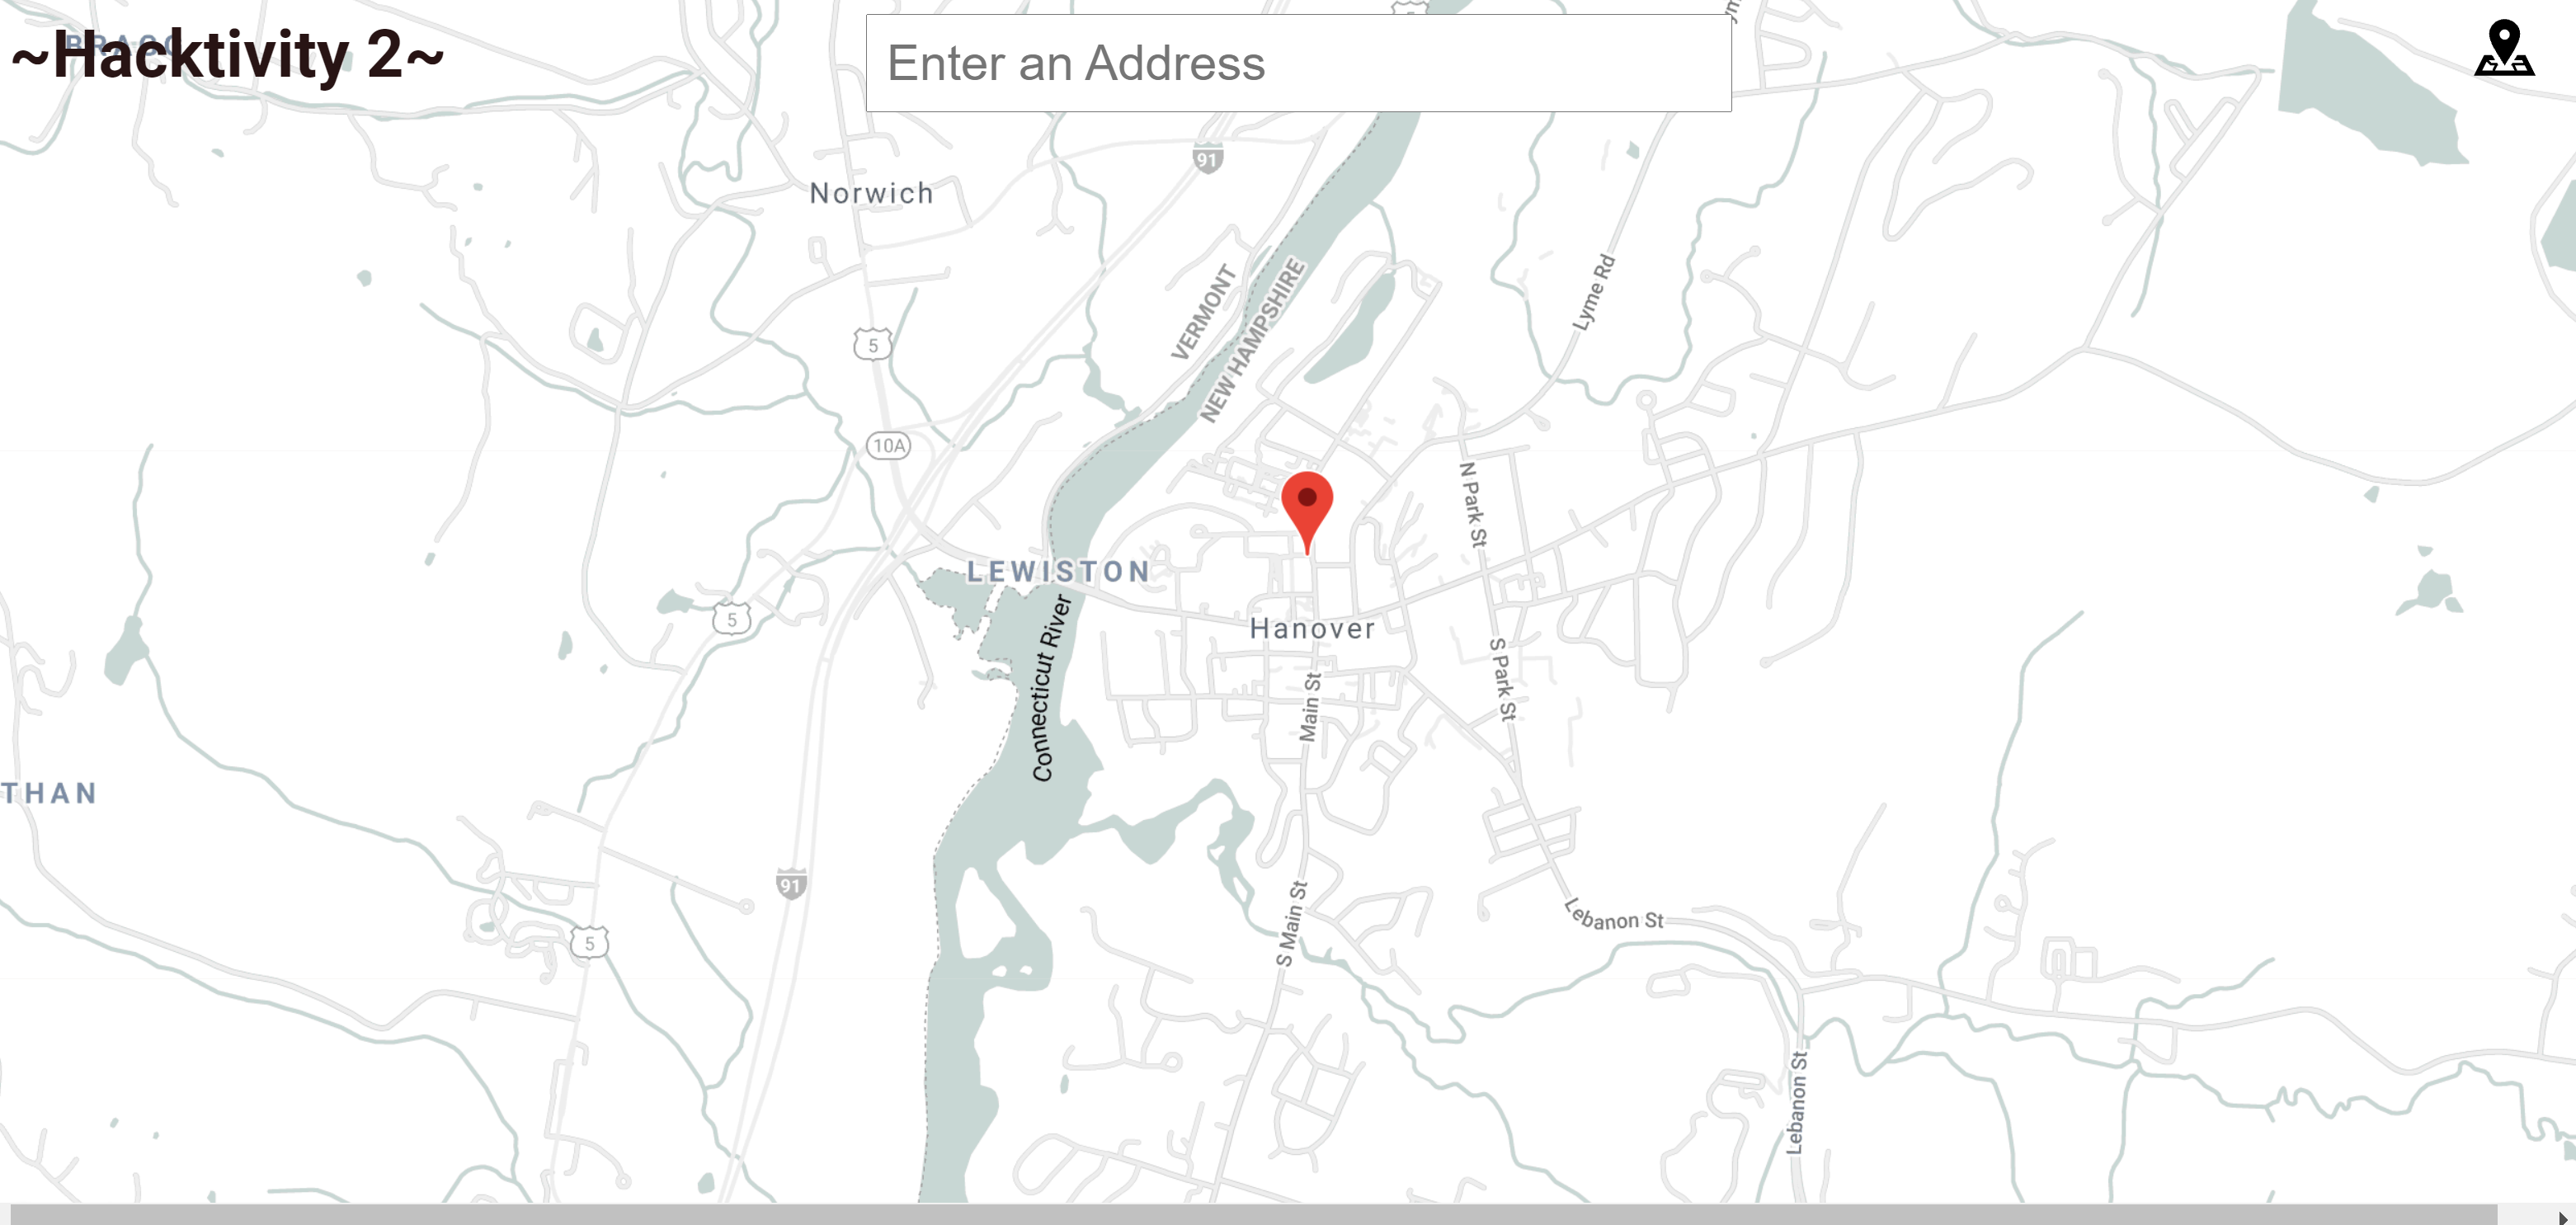 ~Hacktivity 2~
Enter an Address
5
91
Norwich
VERMONT
NEW HAMPSHIRE
Lyme Rd
5
10A
N Park St
LEWISTON
5
Hanover
Connecticut River
S Park St
Main St
THAN
91
S Main St
Lebanon St
5
Lebanon St